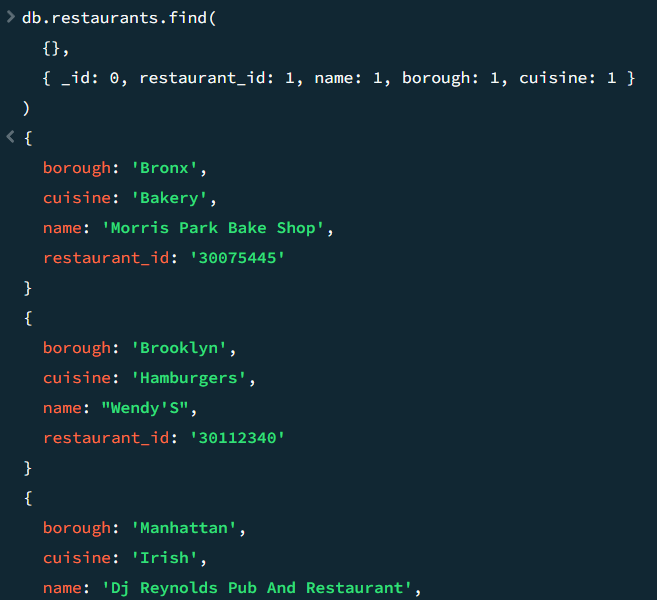 db.restaurants.find(
{},
{ _id: 0, restaurant_id: 1, name: 1, borough: 1, cuisine: 1 }
)
{
borough: 'Bronx',
cuisine: 'Bakery',
name: 'Morris Park Bake Shop',
restaurant_id: '30075445'
}
{
borough: 'Brooklyn',
cuisine: 'Hamburgers',
name: "Wendy'S",
restaurant_id: '30112340'
}
{
borough: 'Manhattan',
cuisine: 'Irish',
name: 'Dj Reynolds Pub And Restaurant',